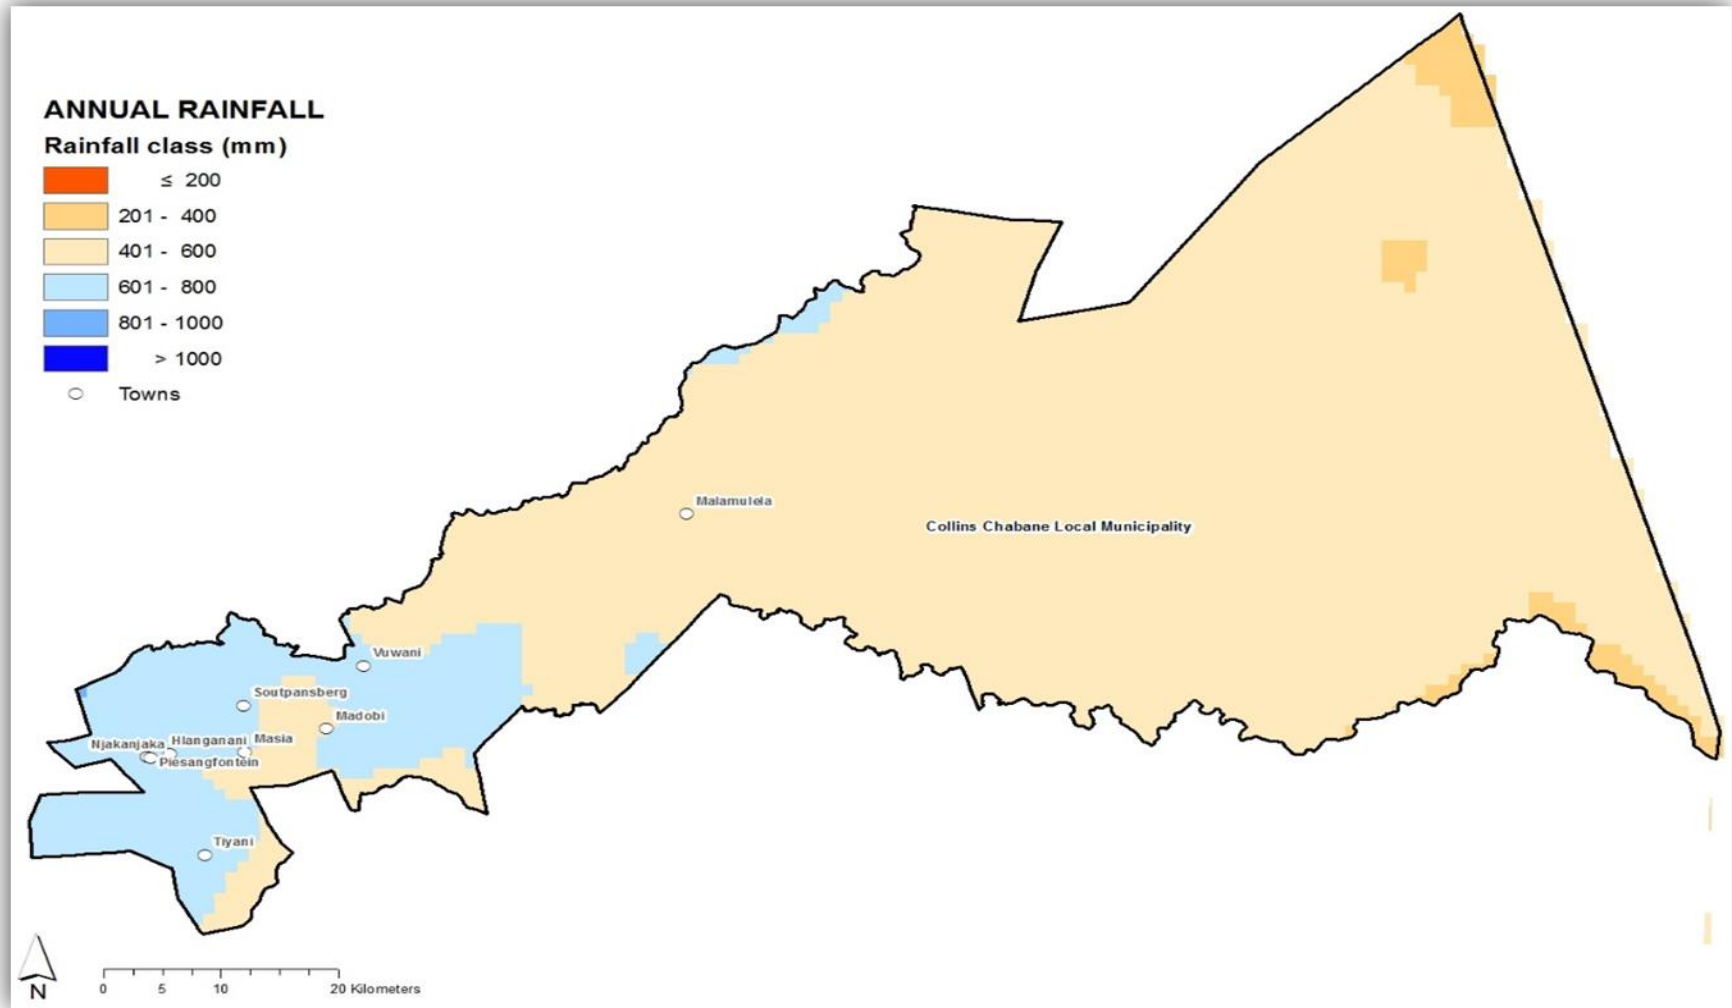 ANNUAL RAINFALL
Rainfall class (mm)
≤ 200
201 - 400
401 - 600
601 - 800
801 - 1000
> 1000
Towns
Malamulela
Collins Chabane Local Municipality
Vuwani
Soutpansberg
Madobi
Njakanjaka
Hlanganani
Masia
Piesangfontein
Tiyani
N
0 5 10 20 Kilometers